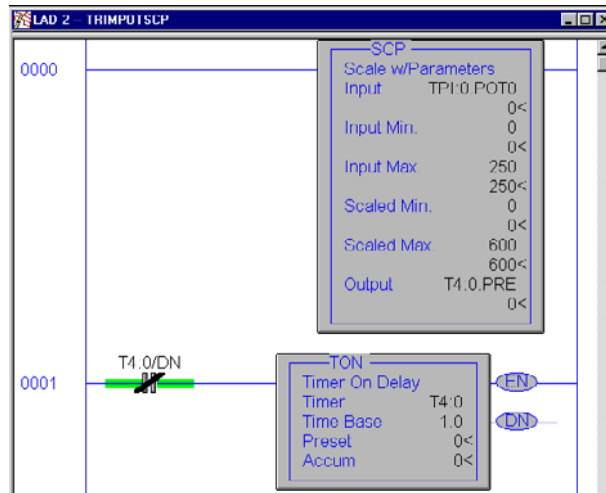 LAD 2 -- TRIMPOTSCP
0000
SCP
Scale w/Parameters
Input TPI:0.POT0
0<
Input Min. 0
0<
Input Max. 250
250<
Scaled Min. 0
0<
Scaled Max. 600
600<
Output T4:0.PRE
0<
0001
T4:0/DN
TON
Timer On Delay
Timer T4:0
Time Base 1.0
Preset 0<
Accum 0<
EN
DN